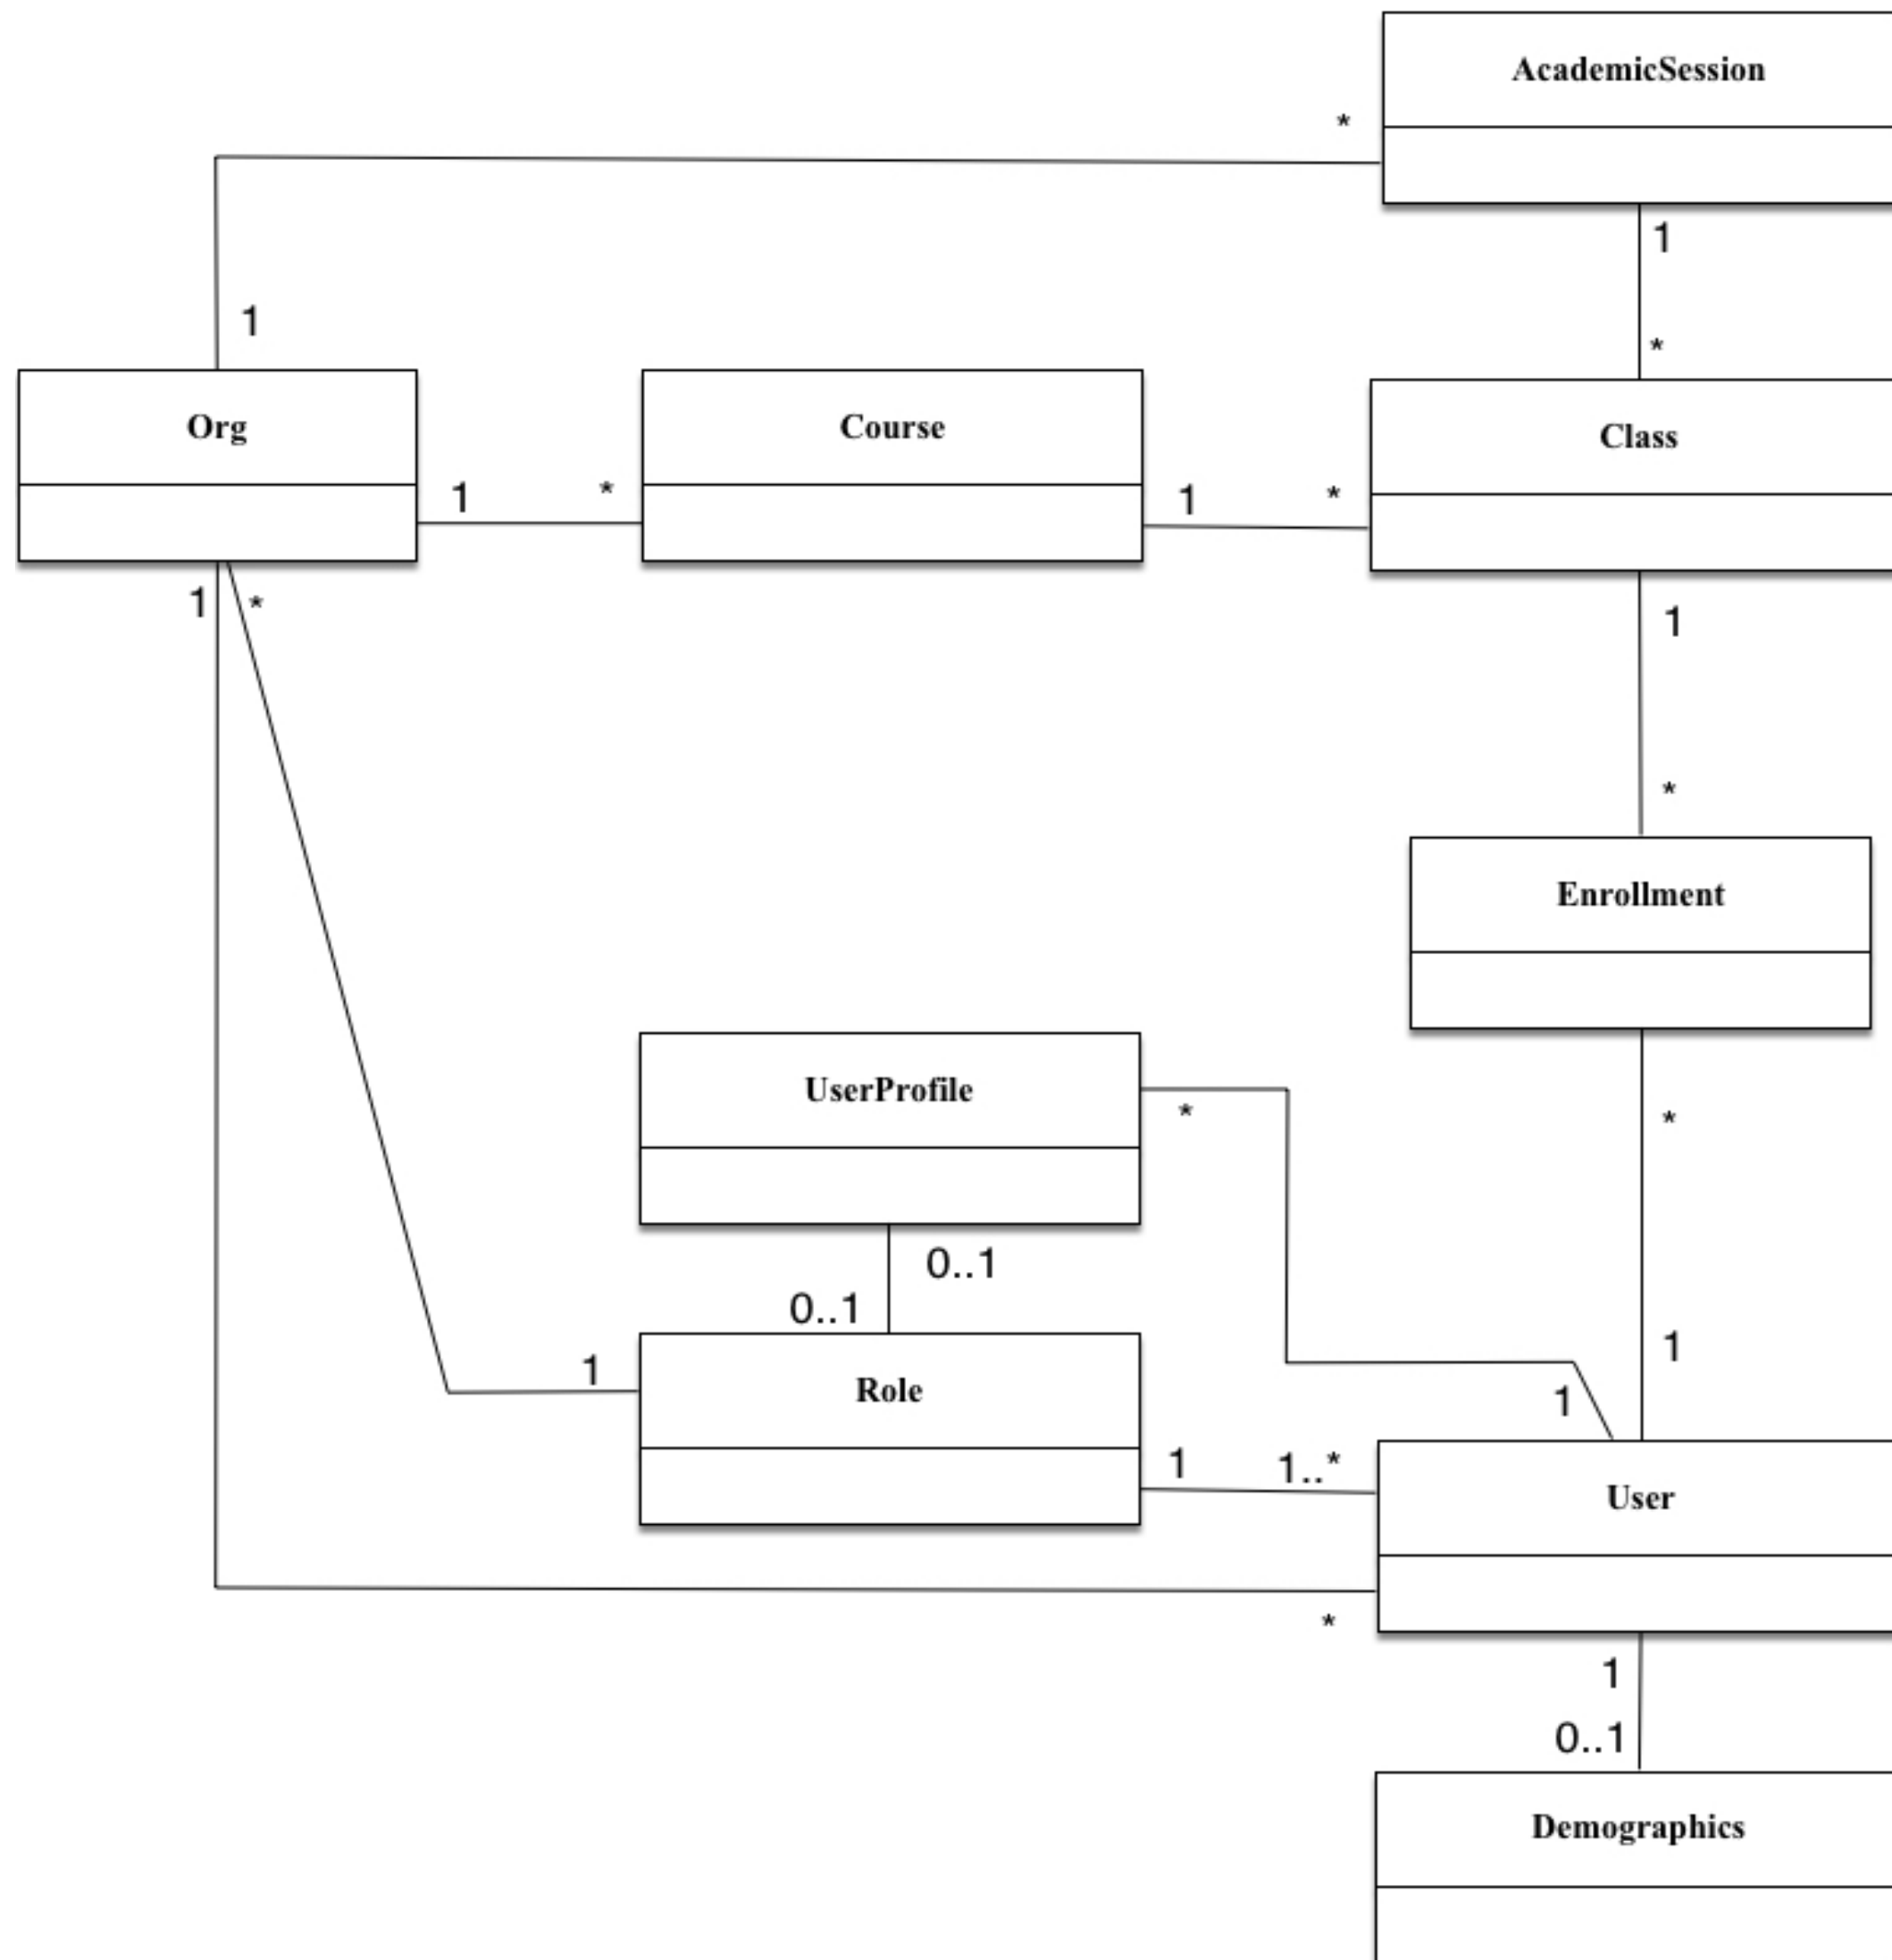 AcademicSession
*
1
1
*
Org
Course
Class
1
*
1
*
1
*
1
*
Enrollment
UserProfile
*
*
0..1
0..1
1
1
Role
1
1
1..*
User
*
1
0..1
Demographics